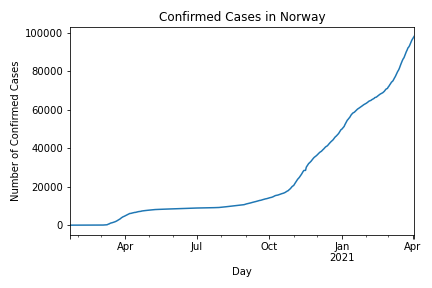 Confirmed Cases in Norway
100000
80000
60000
40000
20000
0
Number of Confirmed Cases
Apr Jul Oct Jan Apr
2021
Day